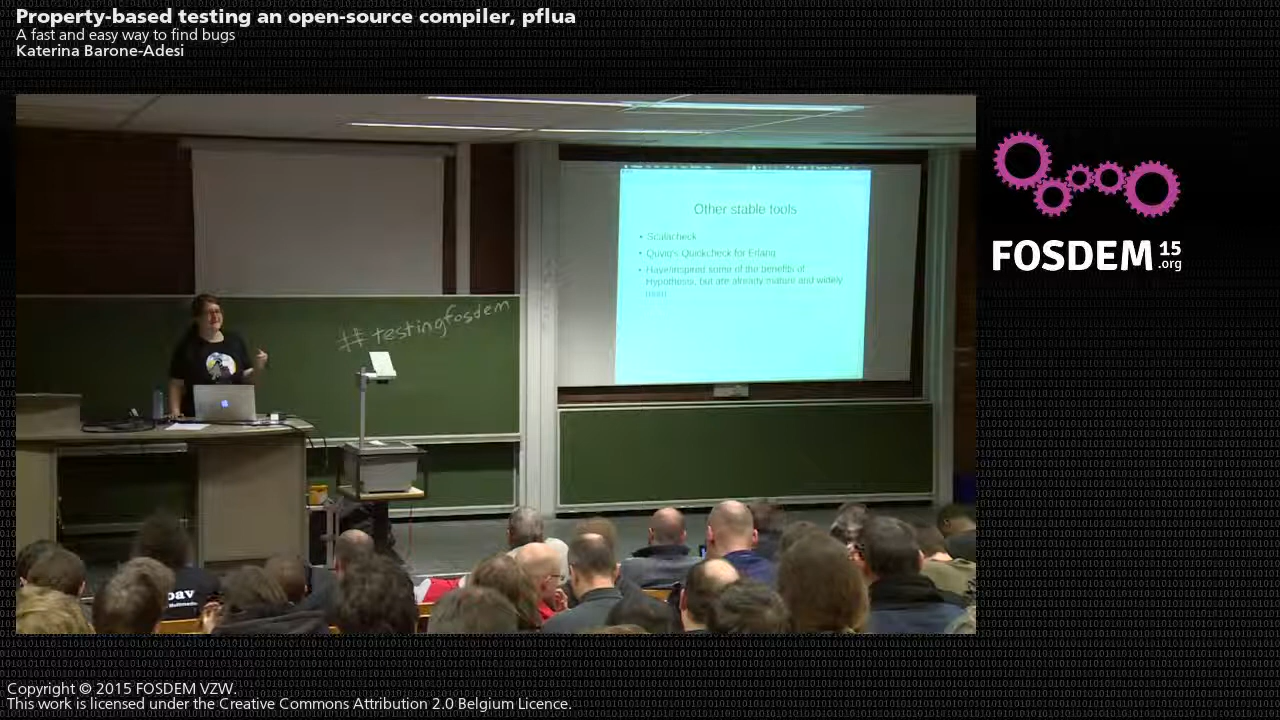 Property-based testing an open-source compiler, pflua
A fast and easy way to find bugs
Katerina Barone-Adesi
##testingfosdem
Other stable tools
• Scalacheck
• Quviq's Quickcheck for Erlang
• Have/inspired some of the benefits of
Hypothesis, but are already mature and widely
FOSDEM 15
.org
Copyright © 2015 FOSDEM VZW.
This work is licensed under the Creative Commons Attribution 2.0 Belgium Licence.